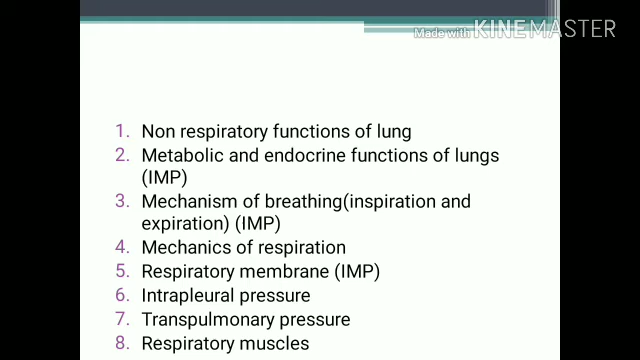 Made with KINEMASTER
1. Non respiratory functions of lung
2. Metabolic and endocrine functions of lungs
(IMP)
3. Mechanism of breathing(inspiration and
expiration) (IMP)
4. Mechanics of respiration
5. Respiratory membrane (IMP)
6. Intrapleural pressure
7. Transpulmonary pressure
8. Respiratory muscles